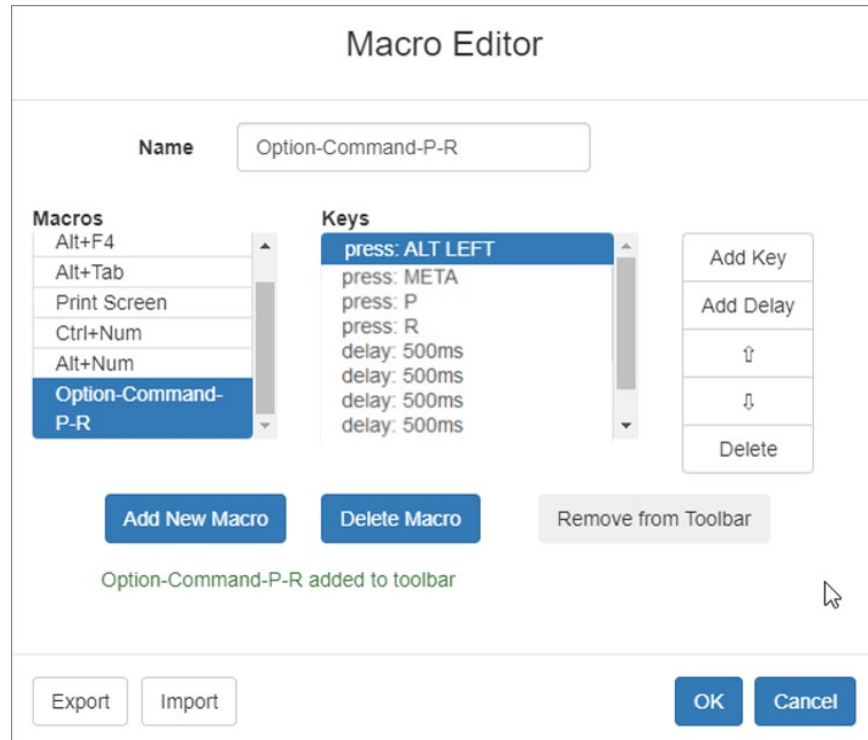 Macro Editor
Name
Option-Command-P-R
Macros
Alt+F4
Alt+Tab
Print Screen
Ctrl+Num
Alt+Num
Option-Command-
P-R
Keys
press: ALT LEFT
press: META
press: P
press: R
delay: 500ms
delay: 500ms
delay: 500ms
delay: 500ms
Add Key
Add Delay
⇧
⇩
Delete
Add New Macro
Delete Macro
Remove from Toolbar
Option-Command-P-R added to toolbar
Export
Import
OK
Cancel